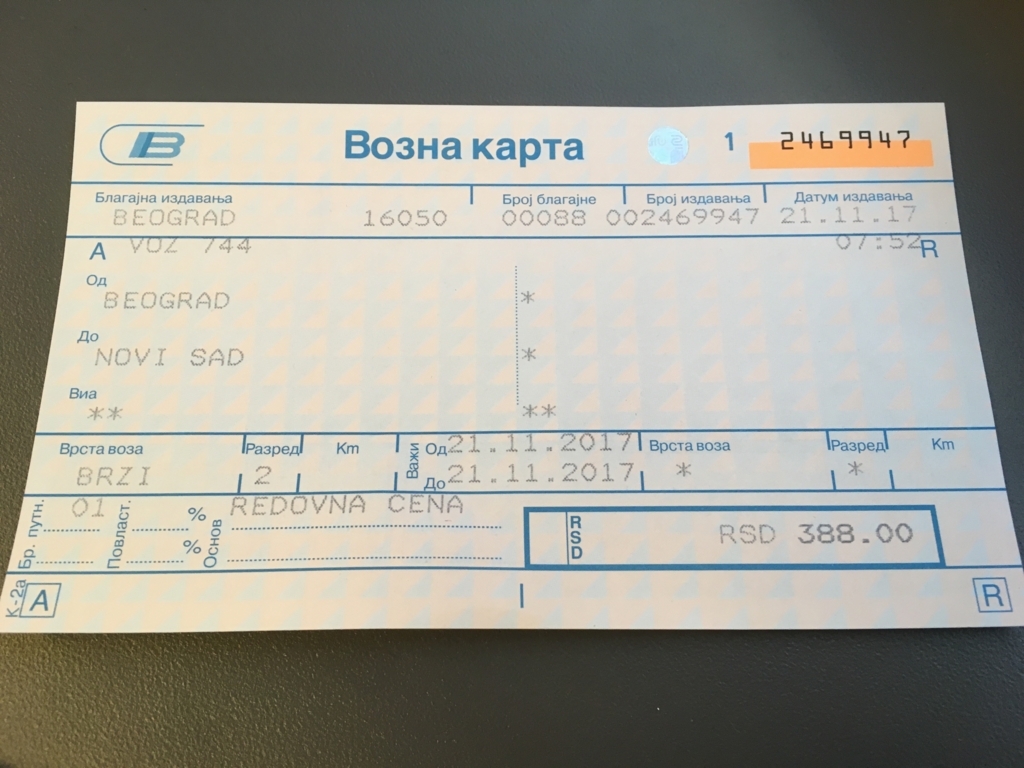 Возна карта 1 2469947
Благајна издавања Број благајне Број издавања Датум издавања
BEOGRAD 16050 00088 002469947 21.11.17
A VOZ 744 07:52 R
Од
BEOGRAD *
До
NOVI SAD *
Виа
** **
Врста воза Разред Km Важи Од 21.11.2017 Врста воза Разред Km
BRZI 2 До 21.11.2017 * *
Бр. путн. 01 Повласт. % Основ REDOVNA CENA
% RSD RSD 388.00
К-2а A R